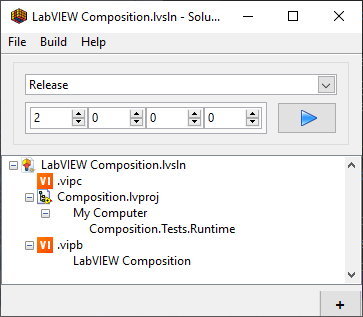 LabVIEW Composition.lvsln - Solu...
File Build Help
Release
2 0 0 0
LabVIEW Composition.lvsln
VI .vipc
Composition.lvproj
My Computer
Composition.Tests.Runtime
VI .vipb
LabVIEW Composition
+